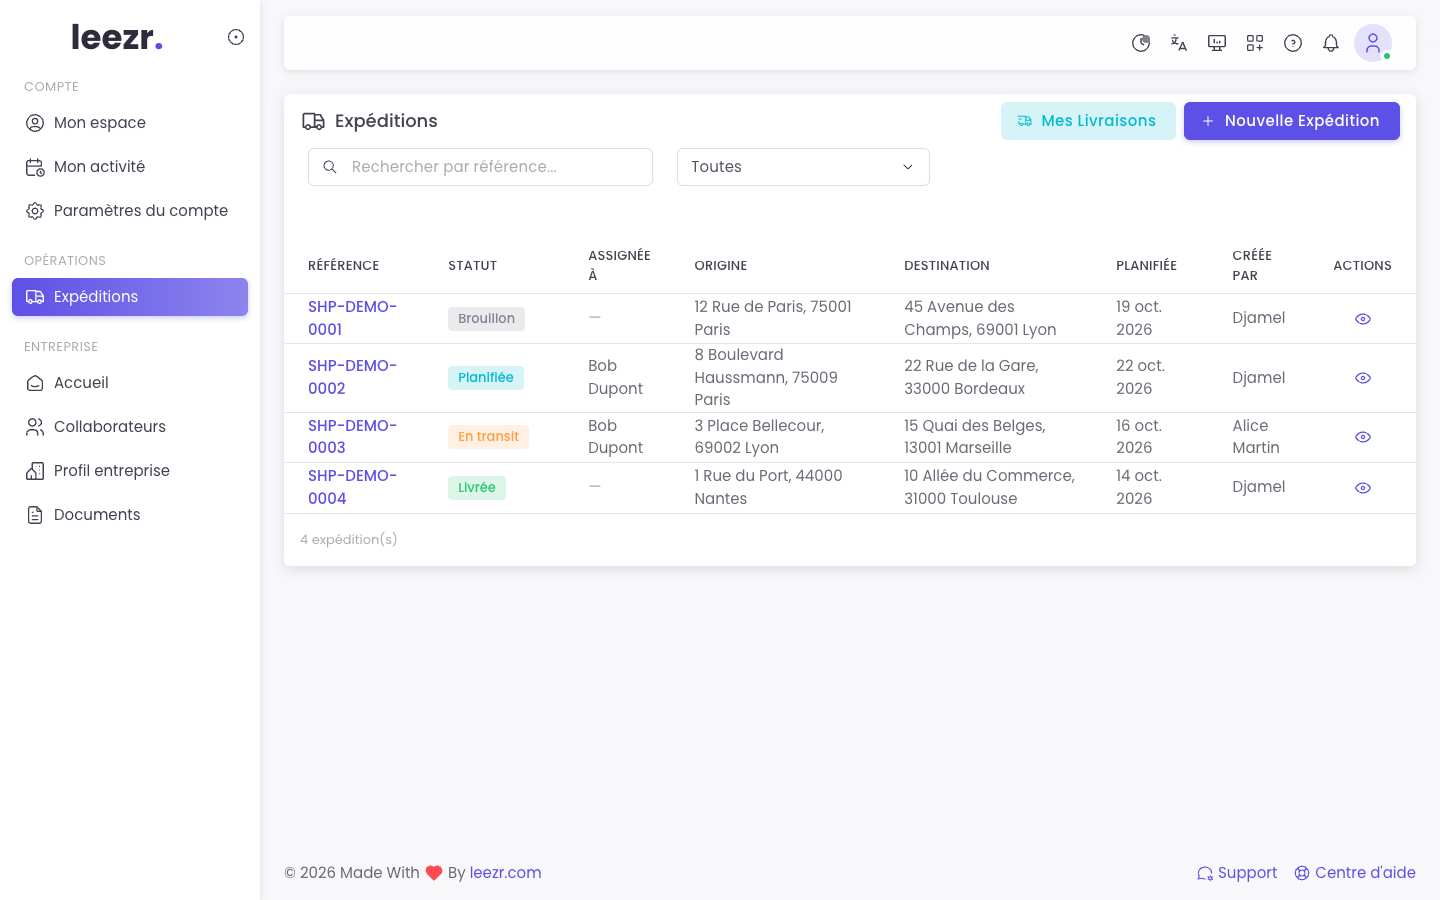 leezr.
COMPTE
Mon espace
Mon activité
Paramètres du compte
OPÉRATIONS
Expéditions
ENTREPRISE
Accueil
Collaborateurs
Profil entreprise
Documents
Expéditions
Mes Livraisons
Nouvelle Expédition
Rechercher par référence...
Toutes
RÉFÉRENCE STATUT ASSIGNÉE À ORIGINE DESTINATION PLANIFIÉE CRÉÉE PAR ACTIONS
SHP-DEMO-0001 Brouillon — 12 Rue de Paris, 75001 Paris 45 Avenue des Champs, 69001 Lyon 19 oct. 2026 Djamel
SHP-DEMO-0002 Planifiée Bob Dupont 8 Boulevard Haussmann, 75009 Paris 22 Rue de la Gare, 33000 Bordeaux 22 oct. 2026 Djamel
SHP-DEMO-0003 En transit Bob Dupont 3 Place Bellecour, 69002 Lyon 15 Quai des Belges, 13001 Marseille 16 oct. 2026 Alice Martin
SHP-DEMO-0004 Livrée — 1 Rue du Port, 44000 Nantes 10 Allée du Commerce, 31000 Toulouse 14 oct. 2026 Djamel
4 expédition(s)
© 2026 Made With By leezr.com
Support
Centre d'aide